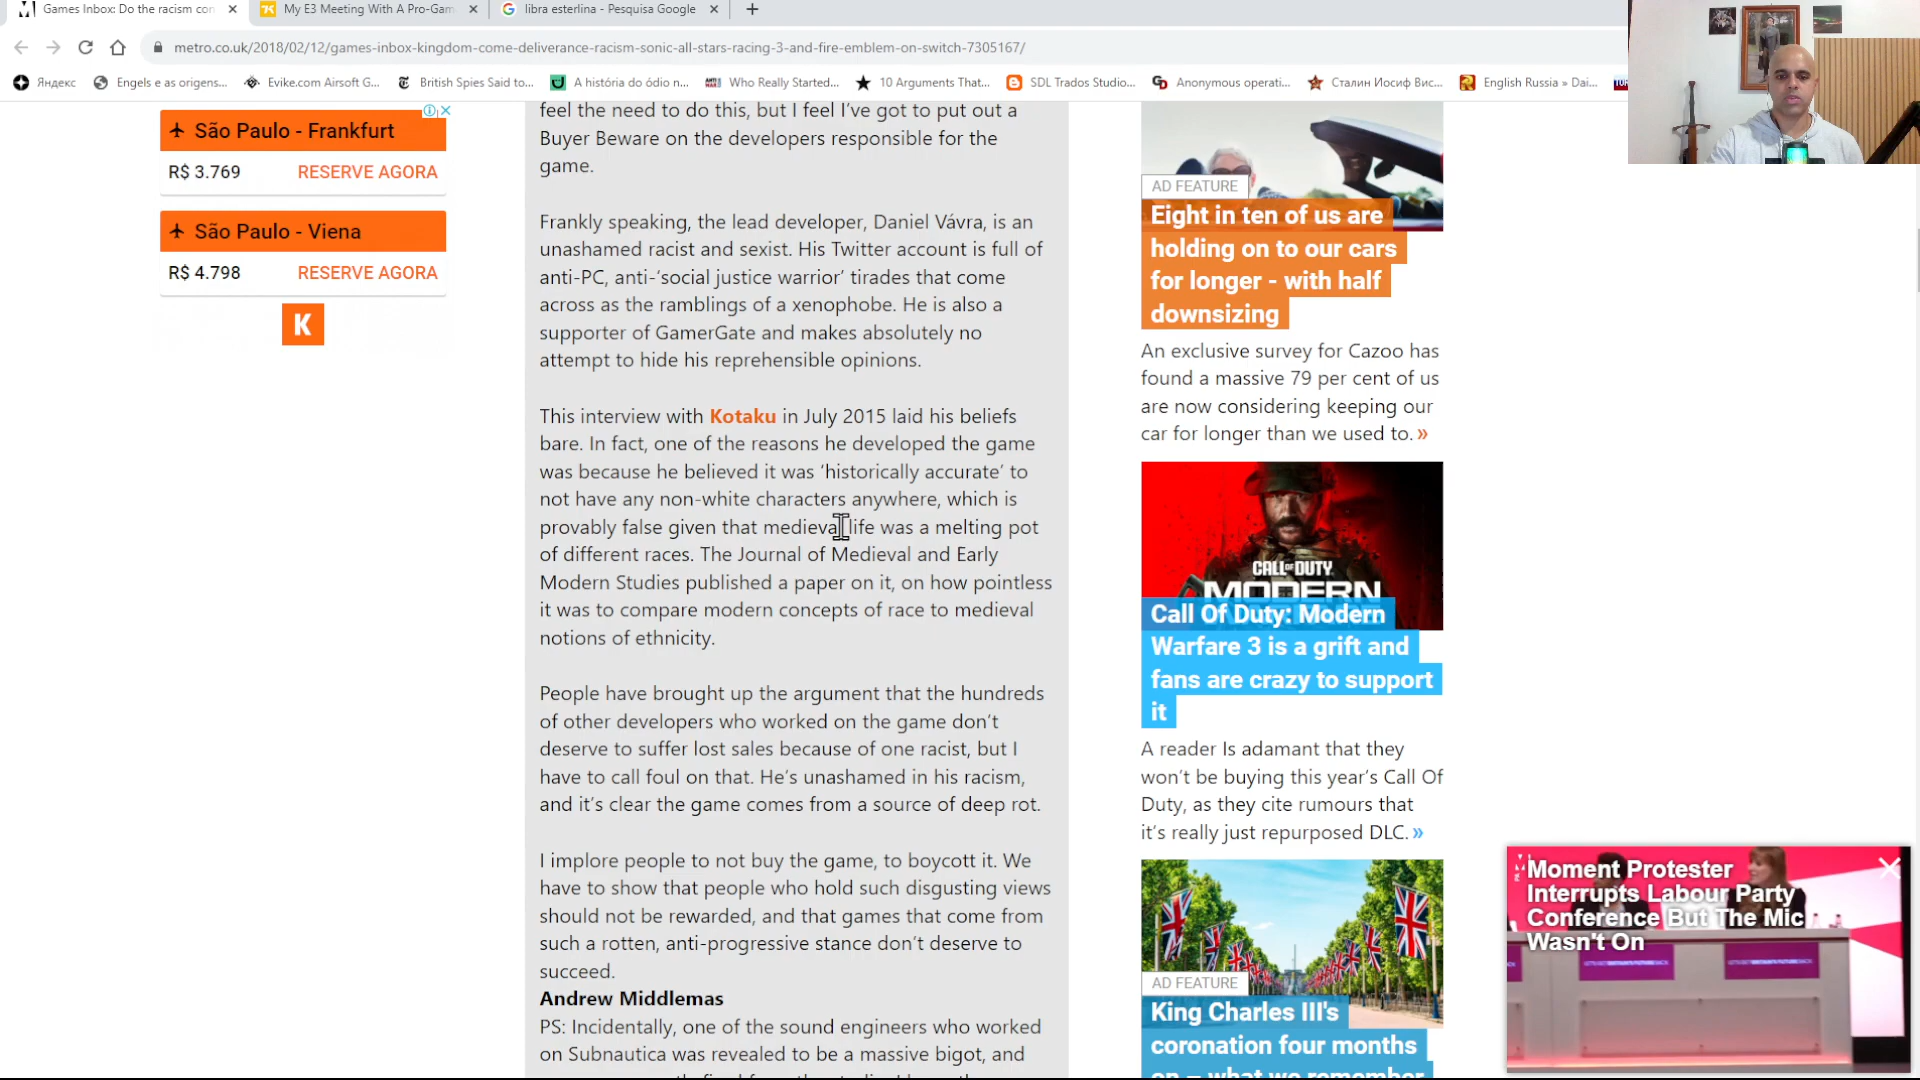 Games Inbox: Do the racism con
My E3 Meeting With A Pro-Gam
libra esterlina - Pesquisa Google
metro.co.uk/2018/02/12/games-inbox-kingdom-come-deliverance-racism-sonic-all-stars-racing-3-and-fire-emblem-on-switch-7305167/
Яндекс
Engels e as origens...
Evike.com Airsoft G...
British Spies Said to...
A história do ódio n...
Who Really Started...
10 Arguments That...
SDL Trados Studio...
Anonymous operati...
Сталин Иосиф Вис...
English Russia » Dai...
São Paulo - Frankfurt
R$ 3.769 RESERVE AGORA
São Paulo - Viena
R$ 4.798 RESERVE AGORA
K
feel the need to do this, but I feel I've got to put out a
Buyer Beware on the developers responsible for the
game.
Frankly speaking, the lead developer, Daniel Vávra, is an
unashamed racist and sexist. His Twitter account is full of
anti-PC, anti-‘social justice warrior’ tirades that come
across as the ramblings of a xenophobe. He is also a
supporter of GamerGate and makes absolutely no
attempt to hide his reprehensible opinions.
This interview with Kotaku in July 2015 laid his beliefs
bare. In fact, one of the reasons he developed the game
was because he believed it was ‘historically accurate’ to
not have any non-white characters anywhere, which is
provably false given that medieval life was a melting pot
of different races. The Journal of Medieval and Early
Modern Studies published a paper on it, on how pointless
it was to compare modern concepts of race to medieval
notions of ethnicity.
People have brought up the argument that the hundreds
of other developers who worked on the game don’t
deserve to suffer lost sales because of one racist, but I
have to call foul on that. He’s unashamed in his racism,
and it’s clear the game comes from a source of deep rot.
I implore people to not buy the game, to boycott it. We
have to show that people who hold such disgusting views
should not be rewarded, and that games that come from
such a rotten, anti-progressive stance don’t deserve to
succeed.
Andrew Middlemas
PS: Incidentally, one of the sound engineers who worked
on Subnautica was revealed to be a massive bigot, and
AD FEATURE
Eight in ten of us are
holding on to our cars
for longer - with half
downsizing
An exclusive survey for Cazoo has
found a massive 79 per cent of us
are now considering keeping our
car for longer than we used to. »
CALL OF DUTY
MODERN
Call Of Duty: Modern
Warfare 3 is a grift and
fans are crazy to support
it
A reader Is adamant that they
won’t be buying this year’s Call Of
Duty, as they cite rumours that
it’s really just repurposed DLC. »
AD FEATURE
King Charles III's
coronation four months
on – what we remember
Moment Protester
Interrupts Labour Party
Conference But The Mic
Wasn't On